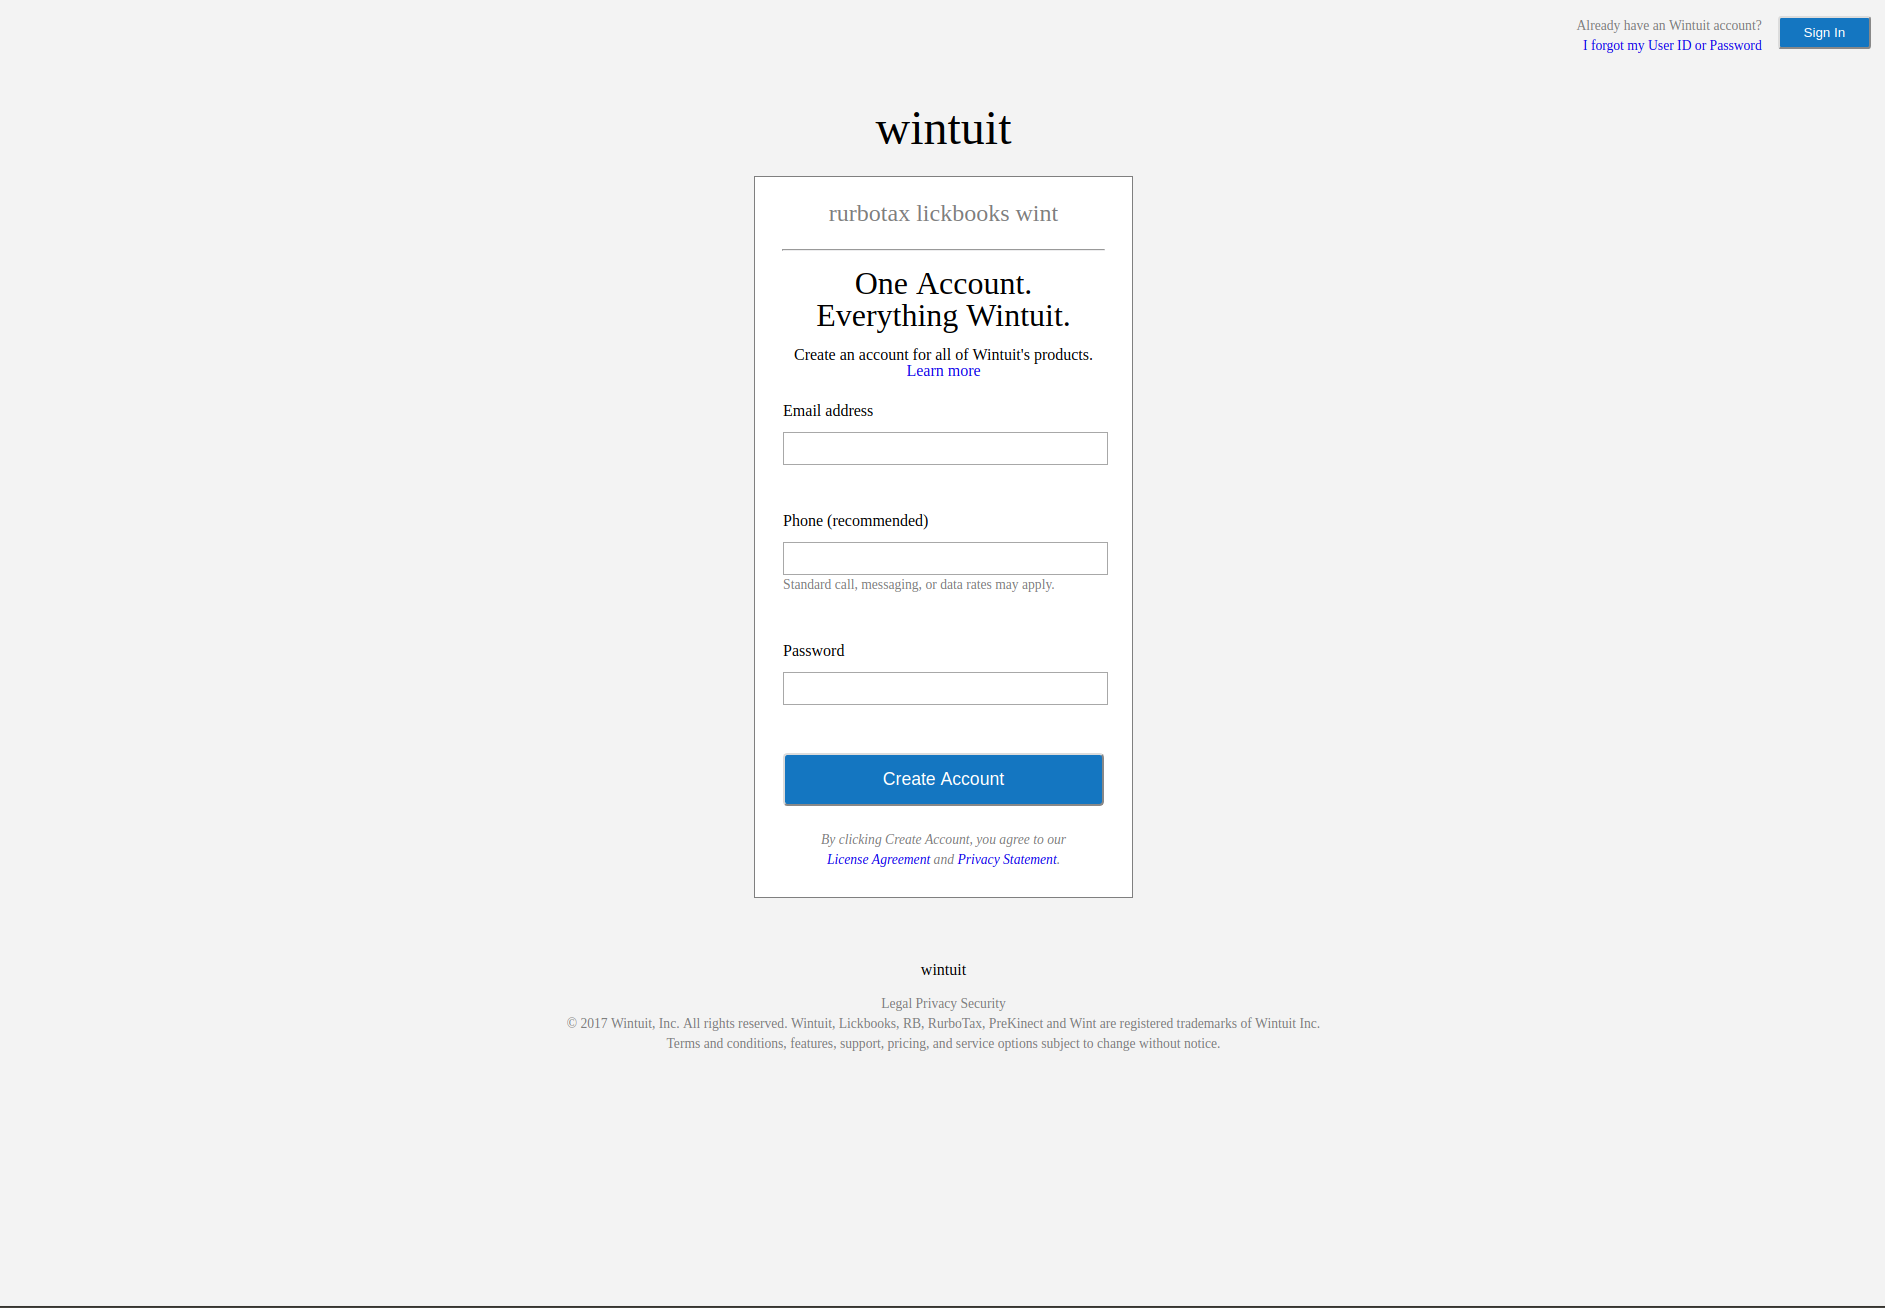 Already have an Wintuit account?
I forgot my User ID or Password
Sign In
wintuit
rurbotax lickbooks wint
One Account.
Everything Wintuit.
Create an account for all of Wintuit's products.
Learn more
Email address
Phone (recommended)
Standard call, messaging, or data rates may apply.
Password
Create Account
By clicking Create Account, you agree to our
License Agreement and Privacy Statement.
wintuit
Legal Privacy Security
© 2017 Wintuit, Inc. All rights reserved. Wintuit, Lickbooks, RB, RurboTax, PreKinect and Wint are registered trademarks of Wintuit Inc.
Terms and conditions, features, support, pricing, and service options subject to change without notice.